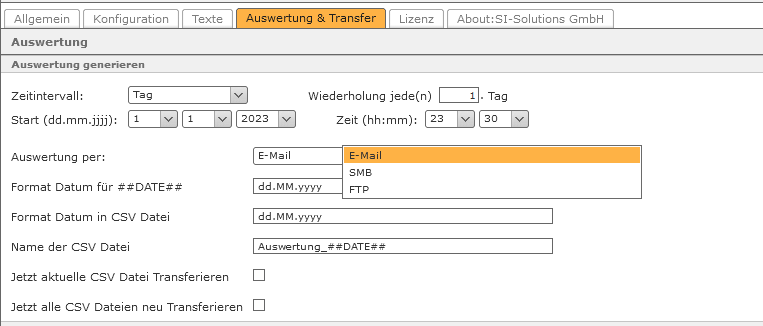 Allgemein Konfiguration Texte Auswertung & Transfer Lizenz About:SI-Solutions GmbH
Auswertung
Auswertung generieren
Zeitintervall: Tag Wiederholung jede(n) 1. Tag
Start (dd.mm.jjjj): 1 1 2023 Zeit (hh:mm): 23 30
Auswertung per: E-Mail E-Mail
SMB
Format Datum für ##DATE## dd.MM.yyyy FTP
Format Datum in CSV Datei dd.MM.yyyy
Name der CSV Datei Auswertung_##DATE##
Jetzt aktuelle CSV Datei Transferieren
Jetzt alle CSV Dateien neu Transferieren